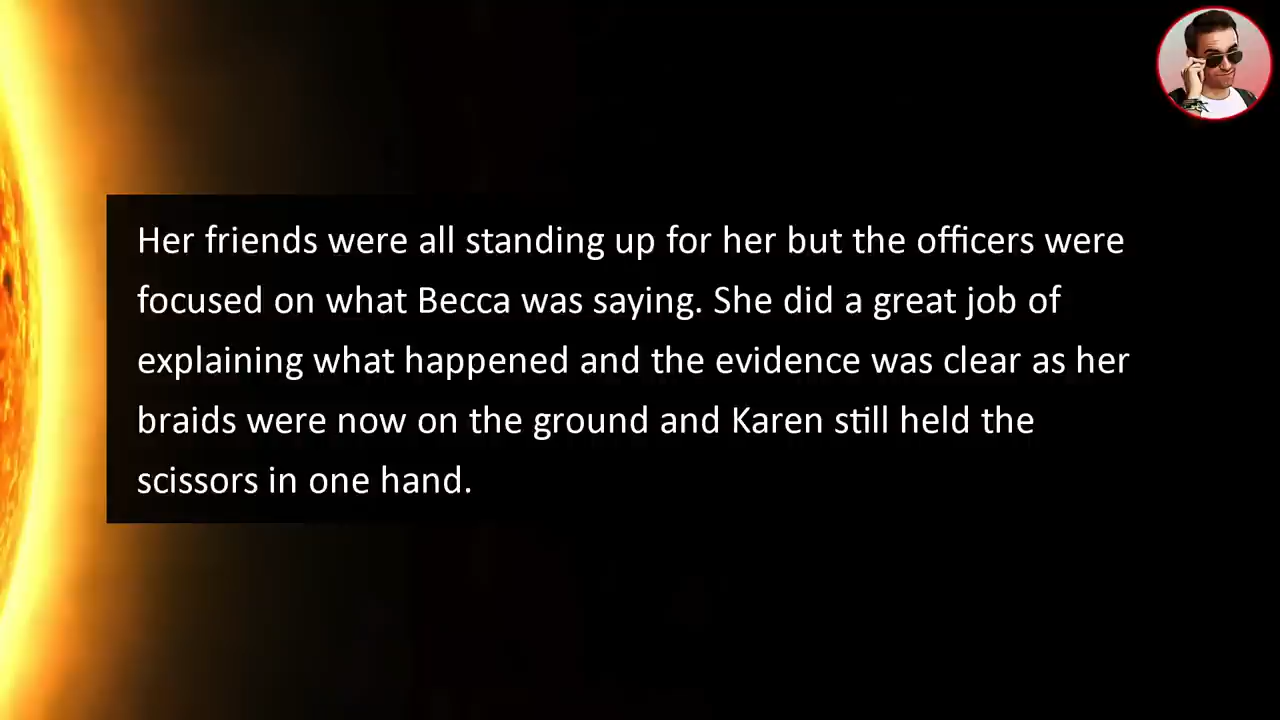 Her friends were all standing up for her but the officers were
focused on what Becca was saying. She did a great job of
explaining what happened and the evidence was clear as her
braids were now on the ground and Karen still held the
scissors in one hand.